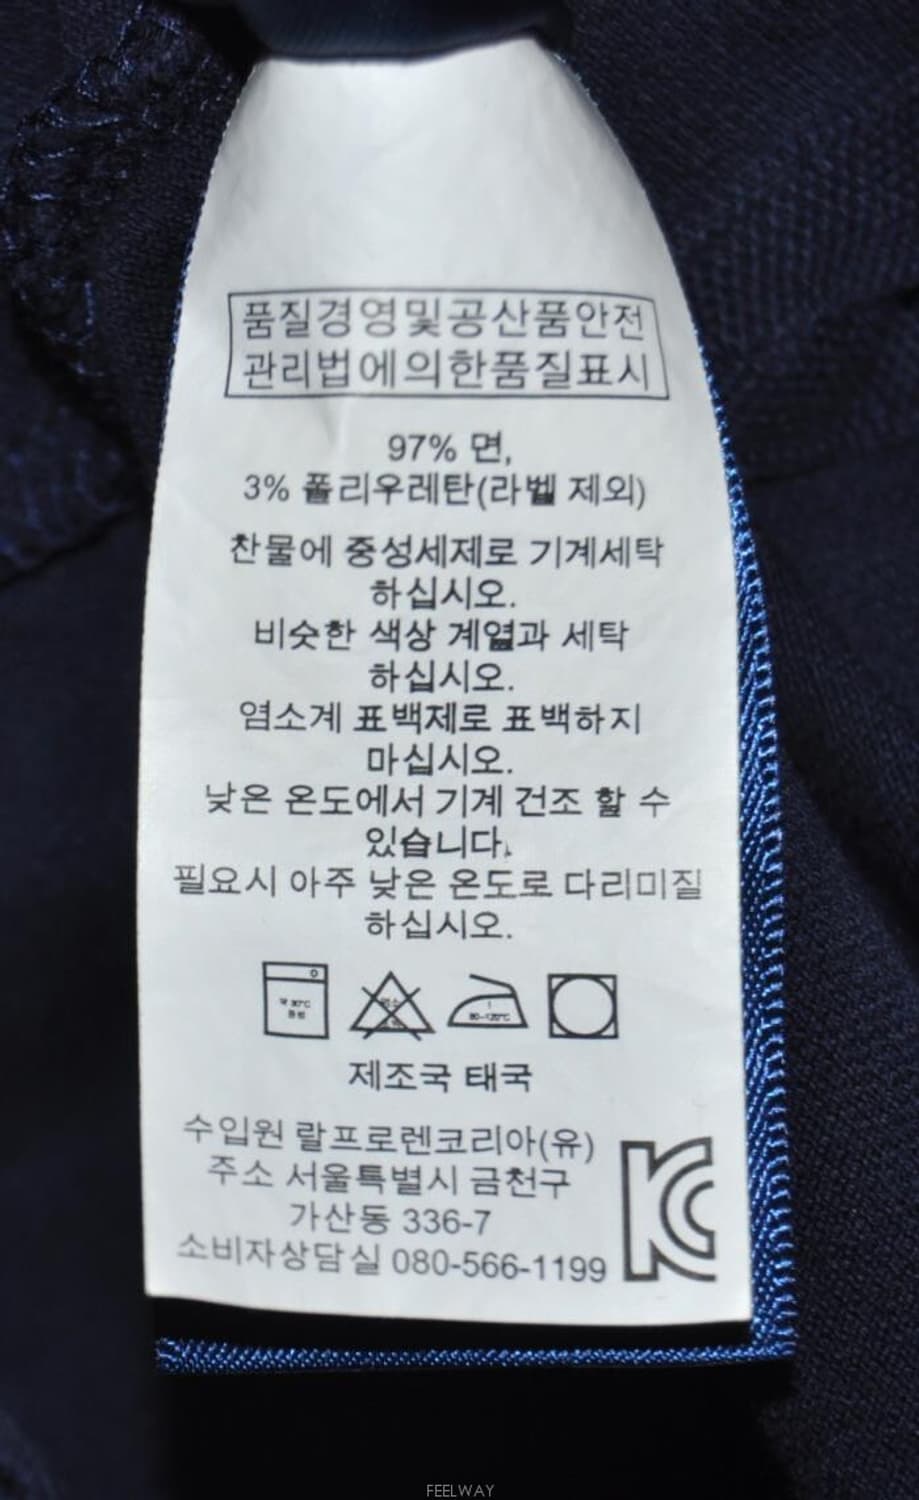 품질경영및공산품안전
관리법에의한품질표시
97% 면,
3% 폴리우레탄(라벨 제외)
찬물에 중성세제로 기계세탁
하십시오.
비슷한 색상 계열과 세탁
하십시오.
염소계 표백제로 표백하지
마십시오.
낮은 온도에서 기계 건조 할 수
있습니다.
필요시 아주 낮은 온도로 다리미질
하십시오.
약 30℃
중성
80~120℃
제조국 태국
수입원 랄프로렌코리아(유)
주소 서울특별시 금천구
가산동 336-7
소비자상담실 080-566-1199
KC
FEELWAY